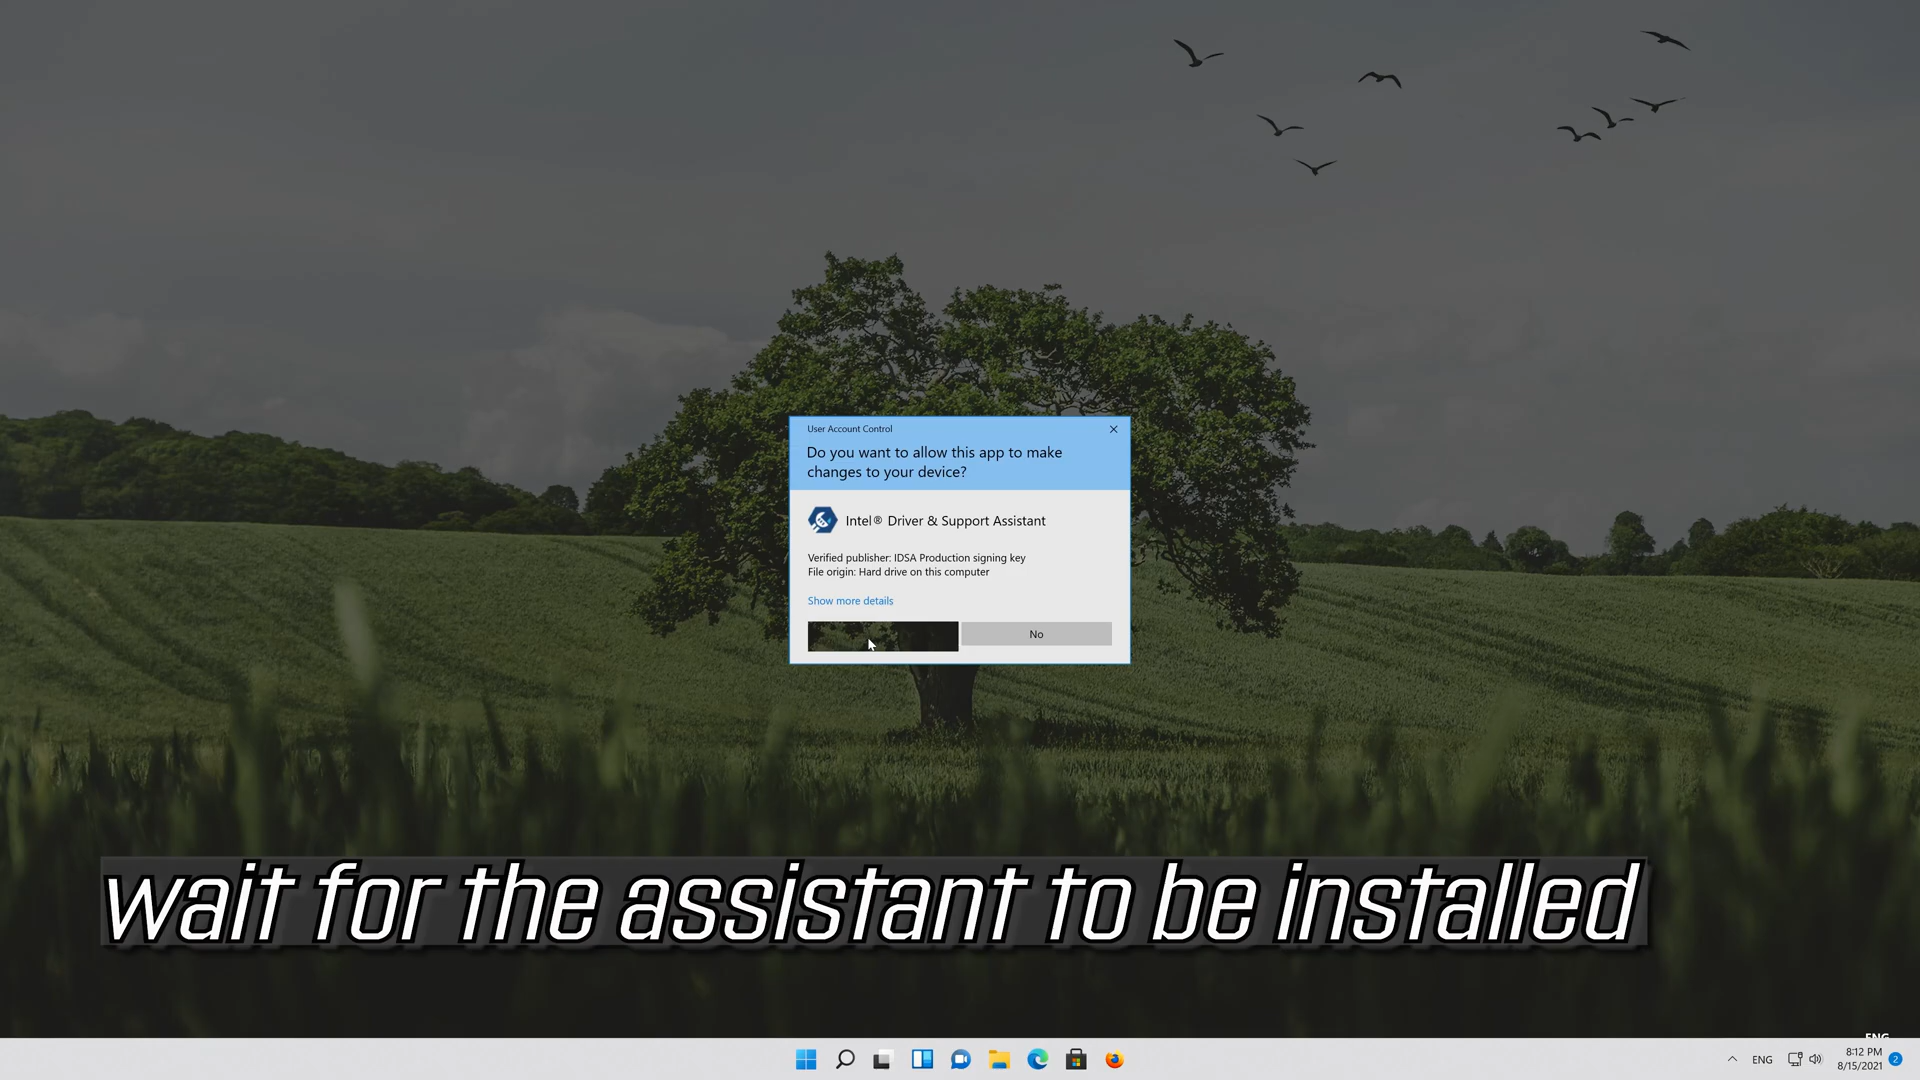 User Account Control
Do you want to allow this app to make
changes to your device?
Intel® Driver & Support Assistant
Verified publisher: IDSA Production signing key
File origin: Hard drive on this computer
Show more details
No
wait for the assistant to be installed
ENG
ENG
8:12 PM
8/15/2021
2